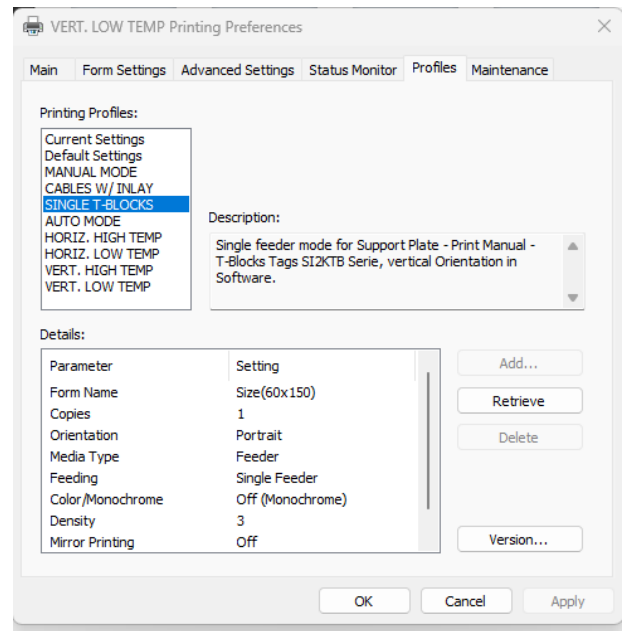 VERT. LOW TEMP Printing Preferences
Main Form Settings Advanced Settings Status Monitor Profiles Maintenance
Printing Profiles:
Current Settings
Default Settings
MANUAL MODE
CABLES W/ INLAY
SINGLE T-BLOCKS
AUTO MODE
HORIZ. HIGH TEMP
HORIZ. LOW TEMP
VERT. HIGH TEMP
VERT. LOW TEMP
Description:
Single feeder mode for Support Plate - Print Manual -
T-Blocks Tags SI2KTB Serie, vertical Orientation in
Software.
Details:
Parameter Setting
Form Name Size(60x150)
Copies 1
Orientation Portrait
Media Type Feeder
Feeding Single Feeder
Color/Monochrome Off (Monochrome)
Density 3
Mirror Printing Off
Add...
Retrieve
Delete
Version...
OK Cancel Apply